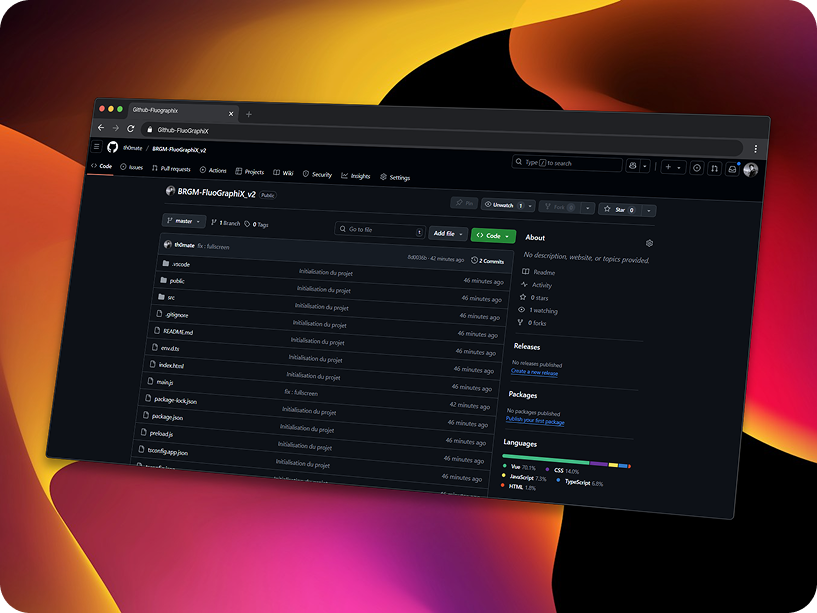 Github-Fluographix
Github-FluoGraphiX
th0mate / BRGM-FluoGraphiX_v2
Type / to search
Code Issues Pull requests Actions Projects Wiki Security Insights Settings
BRGM-FluoGraphiX_v2 Public
Pin Unwatch 1 Fork 0 Star 0
master 1 Branch 0 Tags
Go to file t Add file Code
th0mate fix : fullscreen 42 minutes ago 2 Commits
.vscode Initialisation du projet 46 minutes ago
public Initialisation du projet 46 minutes ago
src Initialisation du projet 46 minutes ago
.gitignore Initialisation du projet 46 minutes ago
README.md Initialisation du projet 46 minutes ago
env.d.ts Initialisation du projet 46 minutes ago
index.html Initialisation du projet 46 minutes ago
main.js fix : fullscreen 42 minutes ago
package-lock.json Initialisation du projet 46 minutes ago
package.json Initialisation du projet 46 minutes ago
preload.js Initialisation du projet 46 minutes ago
tsconfig.app.json Initialisation du projet 46 minutes ago
About
No description, website, or topics provided.
Readme
Activity
0 stars
1 watching
0 forks
Releases
No releases published
Create a new release
Packages
No packages published
Publish your first package
Languages
Vue 70.1% CSS 14.0%
JavaScript 7.3% TypeScript 6.8%
HTML 1.8%